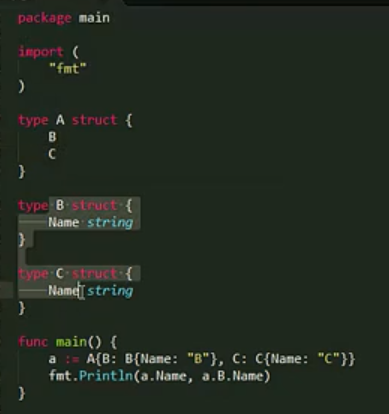 package main
import (
"fmt"
)
type A struct {
B
C
}
type B struct {
Name string
}
type C struct {
Name string
}
func main() {
a := A{B: B{Name: "B"}, C: C{Name: "C"}}
fmt.Println(a.Name, a.B.Name)
}